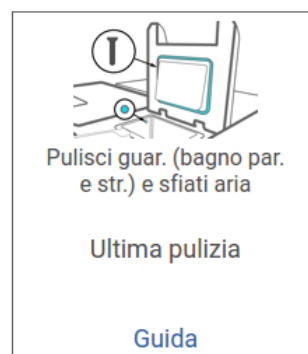 Pulisci guar. (bagno par.
e str.) e sfiati aria
Ultima pulizia
Guida